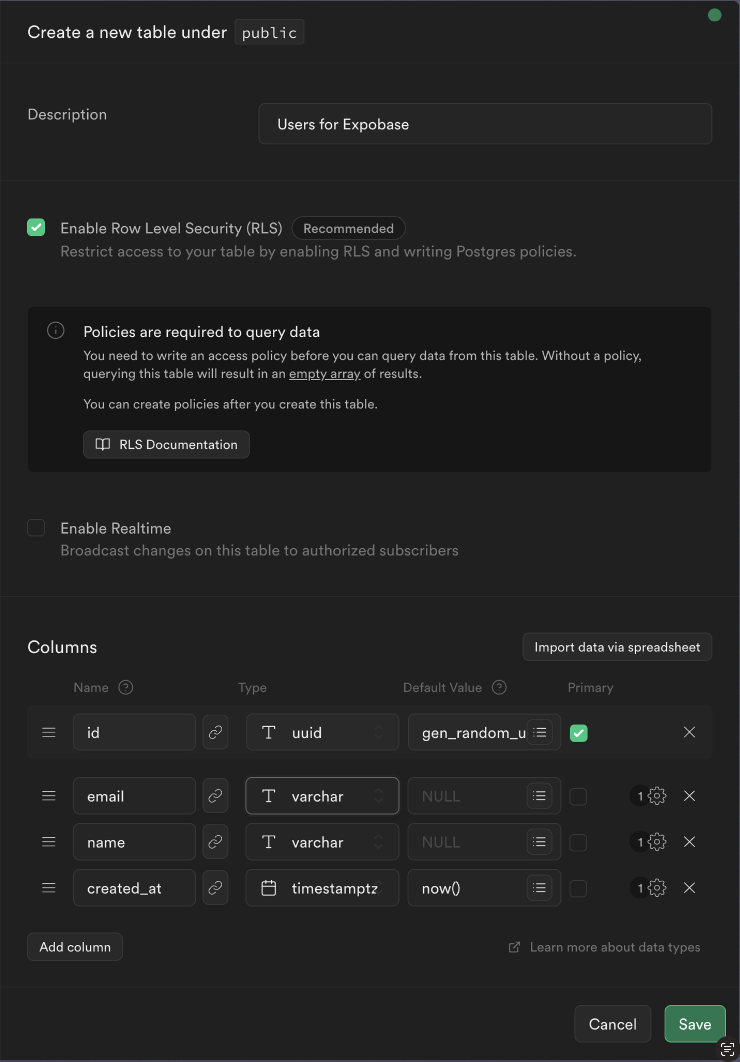 Create a new table under public
Description
Users for Expobase
Enable Row Level Security (RLS) Recommended
Restrict access to your table by enabling RLS and writing Postgres policies.
Policies are required to query data
You need to write an access policy before you can query data from this table. Without a policy,
querying this table will result in an empty array of results.
You can create policies after you create this table.
RLS Documentation
Enable Realtime
Broadcast changes on this table to authorized subscribers
Columns
Import data via spreadsheet
Name Type Default Value Primary
id uuid gen_random_u
email varchar NULL 1
name varchar NULL 1
created_at timestamptz now() 1
Add column
Learn more about data types
Cancel Save